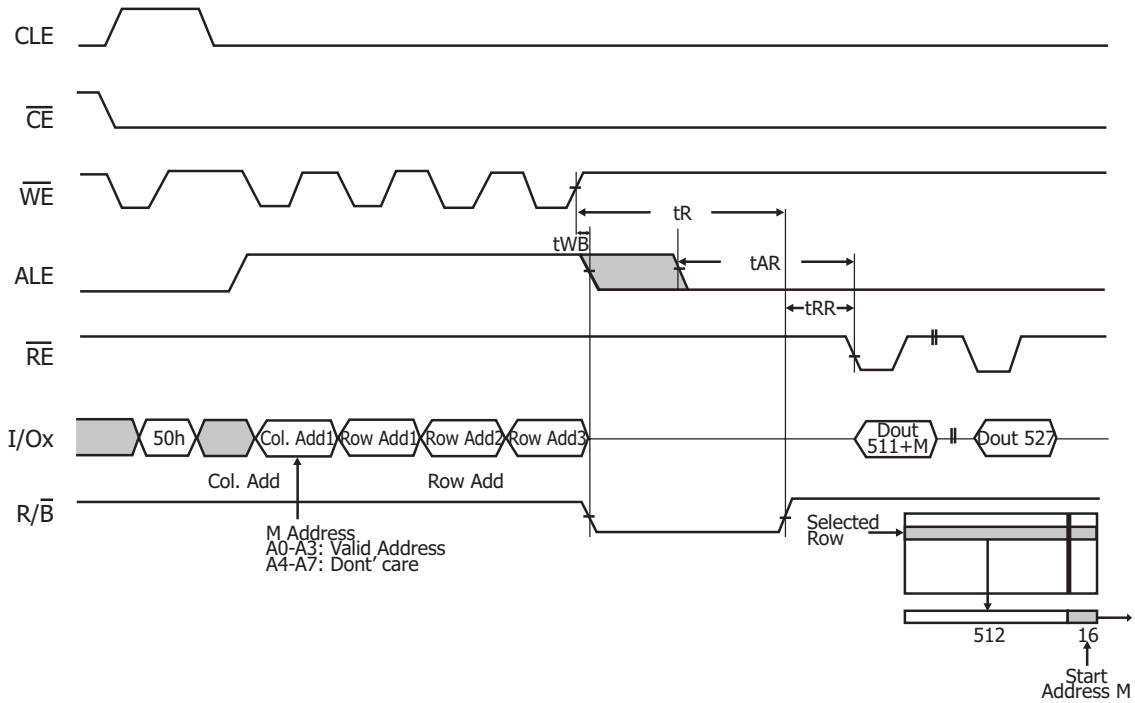 CLE
CE
WE
tR
tWB
ALE
tAR
tRR
RE
I/Ox
50h
Col. Add1
Row Add1
Row Add2
Row Add3
Dout
511+M
Dout 527
Col. Add
Row Add
R/B
M Address
A0-A3: Valid Address
A4-A7: Dont' care
Selected
Row
512
16
Start
Address M